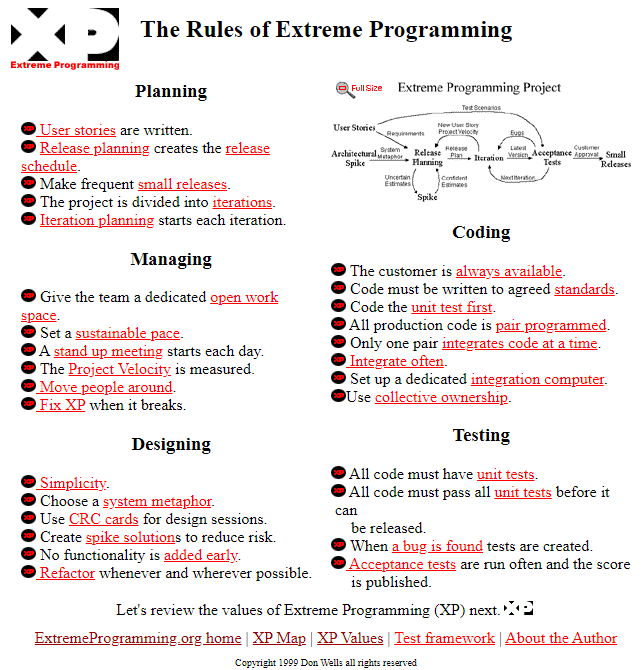 XP
Extreme Programming
The Rules of Extreme Programming
Planning
User stories are written.
Release planning creates the release
schedule.
Make frequent small releases.
The project is divided into iterations.
Iteration planning starts each iteration.
Managing
Give the team a dedicated open work
space.
Set a sustainable pace.
A stand up meeting starts each day.
The Project Velocity is measured.
Move people around.
Fix XP when it breaks.
Designing
Simplicity.
Choose a system metaphor.
Use CRC cards for design sessions.
Create spike solutions to reduce risk.
No functionality is added early.
Refactor whenever and wherever possible.
Full Size
Extreme Programming Project
Test Scenarios
User Stories
Requirements
New User Story
Project Velocity
Bugs
Architectural
Spike
System
Metaphor
Release
Planning
Release
Plan
Iteration
Latest
Version
Acceptance
Tests
Customer
Approval
Small
Releases
Uncertain
Estimates
Confident
Estimates
Next Iteration
Spike
Coding
The customer is always available.
Code must be written to agreed standards.
Code the unit test first.
All production code is pair programmed.
Only one pair integrates code at a time.
Integrate often.
Set up a dedicated integration computer.
Use collective ownership.
Testing
All code must have unit tests.
All code must pass all unit tests before it
can
be released.
When a bug is found tests are created.
Acceptance tests are run often and the score
is published.
Let's review the values of Extreme Programming (XP) next. XP
ExtremeProgramming.org home | XP Map | XP Values | Test framework | About the Author
Copyright 1999 Don Wells all rights reserved